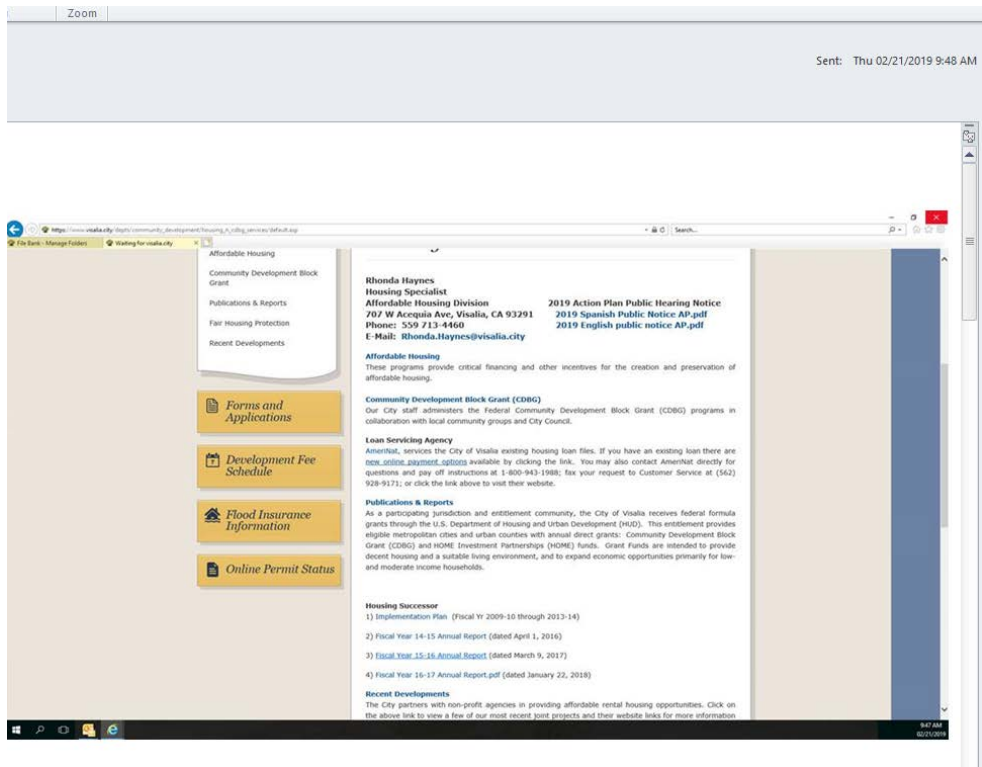 Zoom
Sent: Thu 02/21/2019 9:48 AM
https://www.visalia.city/depts/community_development/housing_n_cdbg_services/default.asp
Search...
File Bank - Manage Folders
Waiting for visalia.city
Affordable Housing
Community Development Block
Grant
Publications & Reports
Fair Housing Protection
Recent Developments
Forms and
Applications
Development Fee
Schedule
Flood Insurance
Information
Online Permit Status
Rhonda Haynes
Housing Specialist
Affordable Housing Division
707 W Acequia Ave, Visalia, CA 93291
Phone: 559 713-4460
E-Mail: Rhonda.Haynes@visalia.city
2019 Action Plan Public Hearing Notice
2019 Spanish Public Notice AP.pdf
2019 English public notice AP.pdf
Affordable Housing
These programs provide critical financing and other incentives for the creation and preservation of
affordable housing.
Community Development Block Grant (CDBG)
Our City staff administers the Federal Community Development Block Grant (CDBG) programs in
collaboration with local community groups and City Council.
Loan Servicing Agency
AmeriNat, services the City of Visalia existing housing loan files. If you have an existing loan there are
new online payment options available by clicking the link. You may also contact AmeriNat directly for
questions and pay off instructions at 1-800-943-
1988; fax your request to Customer Service at (562)
928-9171; or click the link above to visit their website.
Publications & Reports
As a participating jurisdiction and entitlement community, the City of Visalia receives federal formula
grants through the U.S. Department of Housing and Urban Development (HUD). This entitlement provides
eligible metropolitan cities and urban counties with annual direct grants: Community Development Block
Grant (CDBG) and HOME Investment Partnerships (HOME) funds. Grant Funds are intended to provide
decent housing and a suitable living environment, and to expand economic opportunities primarily for low-
and moderate income households.
Housing Successor
1) Implementation Plan (Fiscal Yr 2009-10 through 2013-14)
2) Fiscal Year 14-15 Annual Report (dated April 1, 2016)
3) Fiscal Year 15-16 Annual Report (dated March 9, 2017)
4) Fiscal Year 16-17 Annual Report.pdf (dated January 22, 2018)
Recent Developments
The City partners with non-profit agencies in providing affordable rental housing opportunities. Click on
the above link to view a few of our most recent joint projects and their website links for more information
9:47 AM
02/21/2019